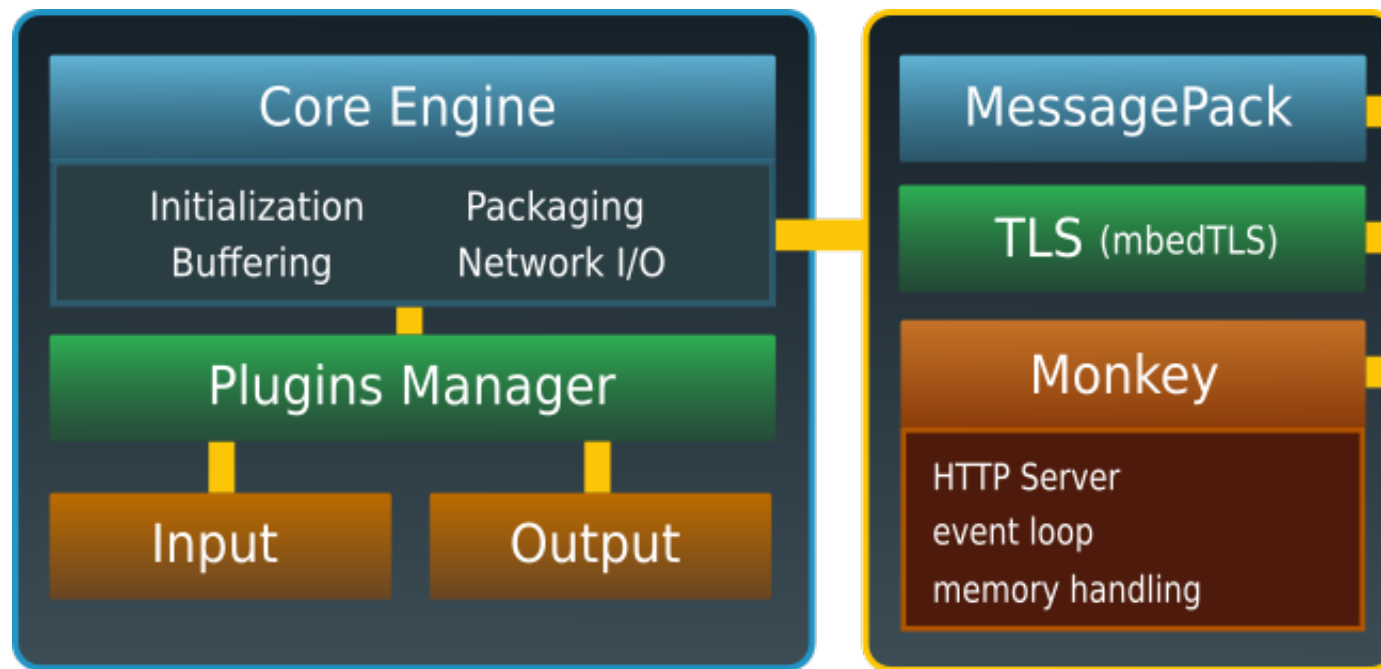 Core Engine
Initialization Packaging
Buffering Network I/O
Plugins Manager
Input Output
MessagePack
TLS (mbedTLS)
Monkey
HTTP Server
event loop
memory handling